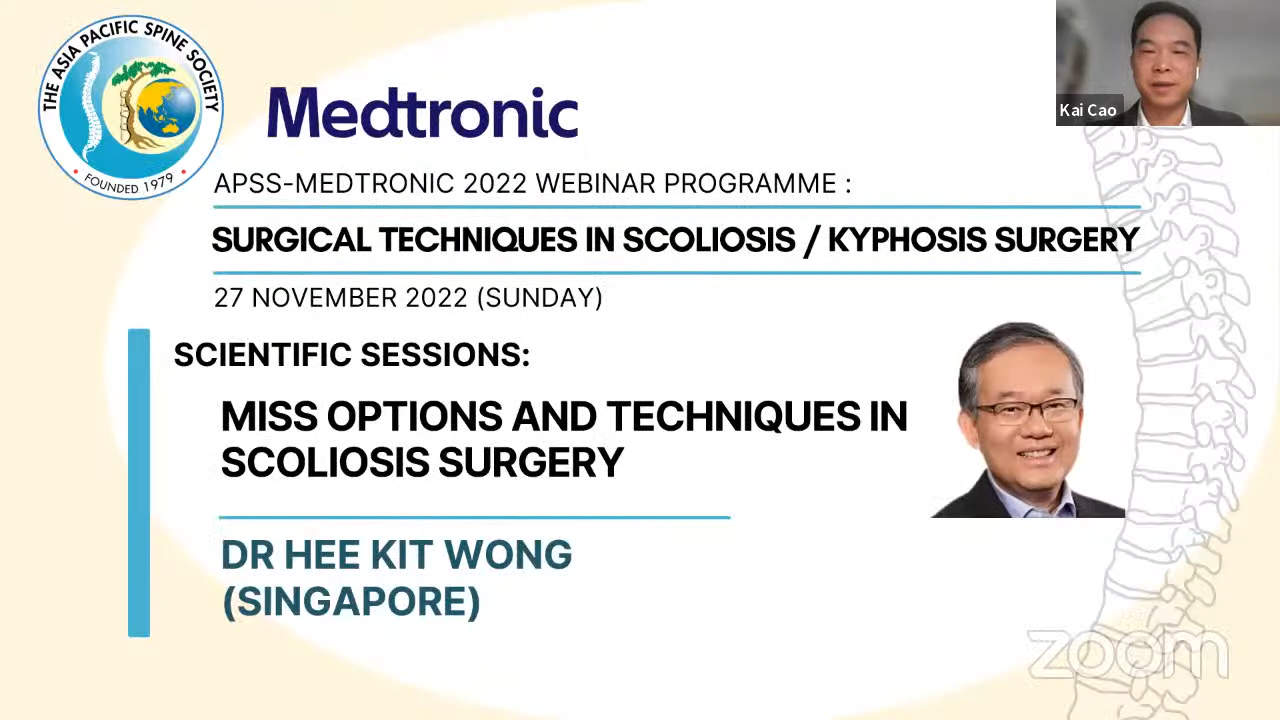 THE ASIA PACIFIC SPINE SOCIETY
FOUNDED 1979
Medtronic
Kai Cao
APSS-MEDTRONIC 2022 WEBINAR PROGRAMME :
SURGICAL TECHNIQUES IN SCOLIOSIS / KYPHOSIS SURGERY
27 NOVEMBER 2022 (SUNDAY)
SCIENTIFIC SESSIONS:
MISS OPTIONS AND TECHNIQUES IN
SCOLIOSIS SURGERY
DR HEE KIT WONG
(SINGAPORE)
zoom